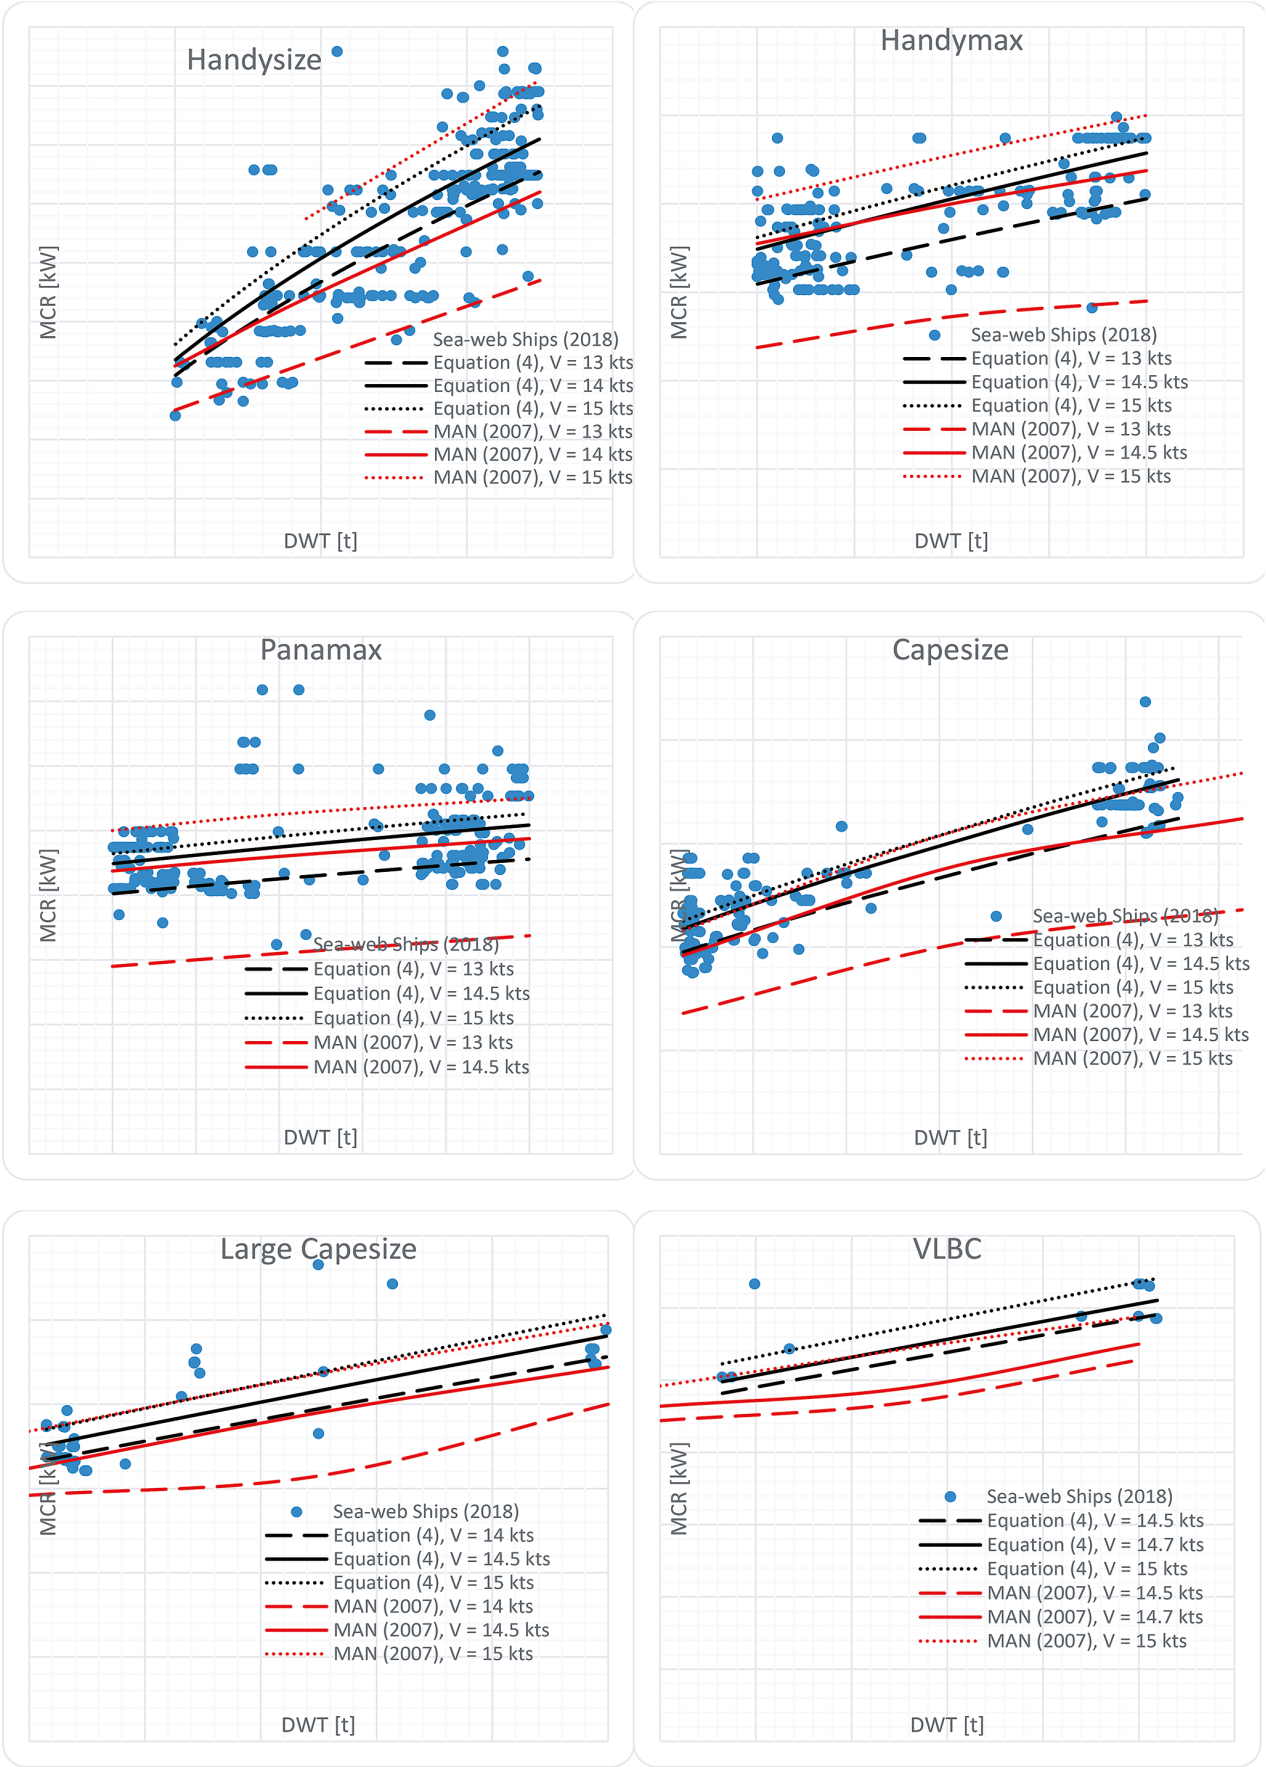 Handysize
MCR [kW]
Sea-web Ships (2018)
Equation (4), V = 13 kts
Equation (4), V = 14 kts
Equation (4), V = 15 kts
MAN (2007), V = 13 kts
MAN (2007), V = 14 kts
MAN (2007), V = 15 kts
DWT [t]
Handymax
MCR [kW]
Sea-web Ships (2018)
Equation (4), V = 13 kts
Equation (4), V = 14.5 kts
Equation (4), V = 15 kts
MAN (2007), V = 13 kts
MAN (2007), V = 14.5 kts
MAN (2007), V = 15 kts
DWT [t]
Panamax
MCR [kW]
Sea-web Ships (2018)
Equation (4), V = 13 kts
Equation (4), V = 14.5 kts
Equation (4), V = 15 kts
MAN (2007), V = 13 kts
MAN (2007), V = 14.5 kts
DWT [t]
Capesize
MCR [kW]
Sea-web Ships (2018)
Equation (4), V = 13 kts
Equation (4), V = 14.5 kts
Equation (4), V = 15 kts
MAN (2007), V = 13 kts
MAN (2007), V = 14.5 kts
MAN (2007), V = 15 kts
DWT [t]
Large Capesize
MCR [kW]
Sea-web Ships (2018)
Equation (4), V = 14 kts
Equation (4), V = 14.5 kts
Equation (4), V = 15 kts
MAN (2007), V = 14 kts
MAN (2007), V = 14.5 kts
MAN (2007), V = 15 kts
DWT [t]
VLBC
MCR [kW]
Sea-web Ships (2018)
Equation (4), V = 14.5 kts
Equation (4), V = 14.7 kts
Equation (4), V = 15 kts
MAN (2007), V = 14.5 kts
MAN (2007), V = 14.7 kts
MAN (2007), V = 15 kts
DWT [t]